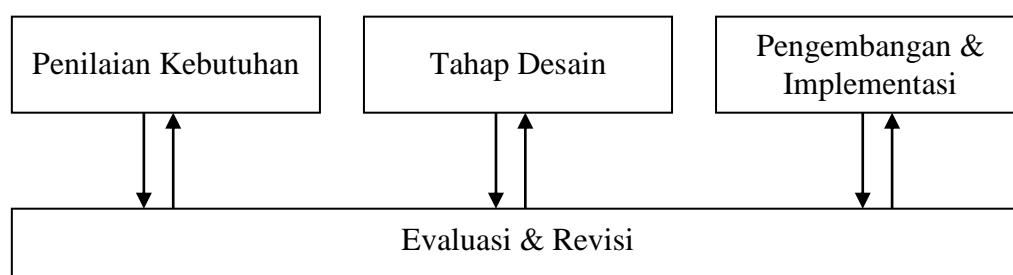 Penilaian Kebutuhan
Tahap Desain
Pengembangan &
Implementasi
Evaluasi & Revisi